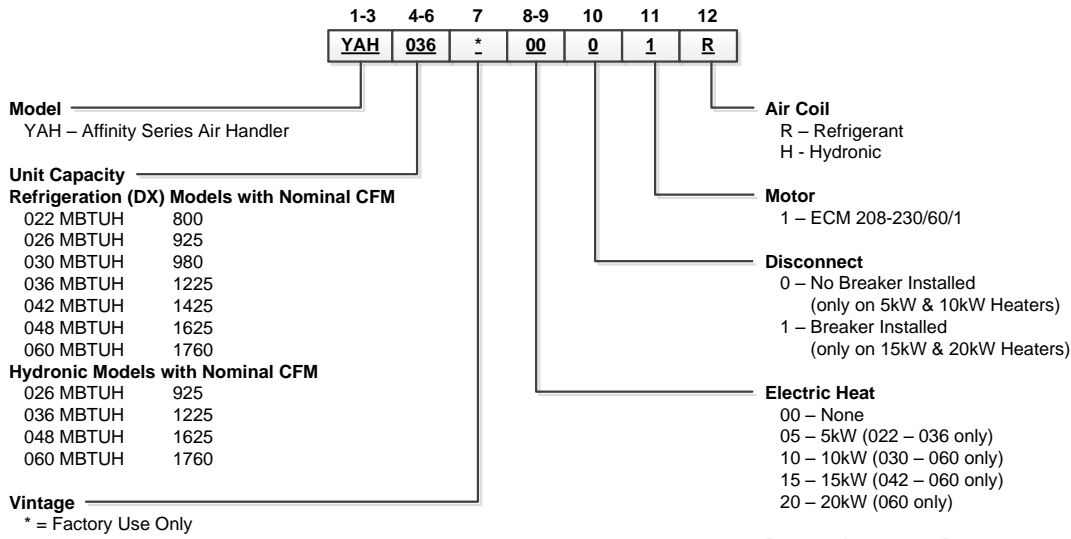 1-3 4-6 7 8-9 10 11 12
YAH 036 * 00 0 1 R
Model
YAH – Affinity Series Air Handler
Unit Capacity
Refrigeration (DX) Models with Nominal CFM
022 MBTUH 800
026 MBTUH 925
030 MBTUH 980
036 MBTUH 1225
042 MBTUH 1425
048 MBTUH 1625
060 MBTUH 1760
Hydronic Models with Nominal CFM
026 MBTUH 925
036 MBTUH 1225
048 MBTUH 1625
060 MBTUH 1760
Vintage
* = Factory Use Only
Air Coil
R – Refrigerant
H - Hydronic
Motor
1 – ECM 208-230/60/1
Disconnect
0 – No Breaker Installed
(only on 5kW & 10kW Heaters)
1 – Breaker Installed
(only on 15kW & 20kW Heaters)
Electric Heat
00 – None
05 – 5kW (022 – 036 only)
10 – 10kW (030 – 060 only)
15 – 15kW (042 – 060 only)
20 – 20kW (060 only)